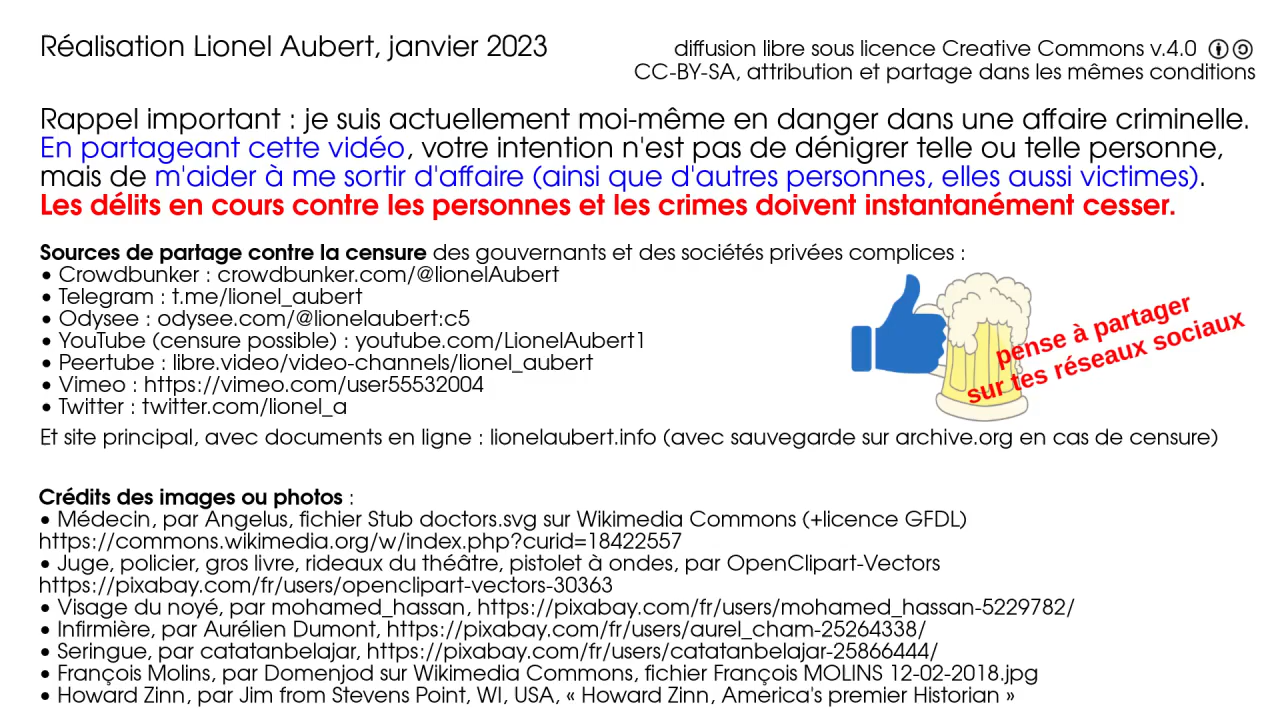 Réalisation Lionel Aubert, janvier 2023
diffusion libre sous licence Creative Commons v.4.0
CC-BY-SA, attribution et partage dans les mêmes conditions
Rappel important : je suis actuellement moi-même en danger dans une affaire criminelle.
En partageant cette vidéo, votre intention n'est pas de dénigrer telle ou telle personne,
mais de m'aider à me sortir d'affaire (ainsi que d'autres personnes, elles aussi victimes).
Les délits en cours contre les personnes et les crimes doivent instantanément cesser.
Sources de partage contre la censure des gouvernants et des sociétés privées complices :
• Crowdbunker : crowdbunker.com/@lionelAubert
• Telegram : t.me/lionel_aubert
• Odysee : odysee.com/@lionelaubert:c5
• YouTube (censure possible) : youtube.com/LionelAubert1
• Peertube : libre.video/video-channels/lionel_aubert
• Vimeo : https://vimeo.com/user55532004
• Twitter : twitter.com/lionel_a
pense à partager
sur tes réseaux sociaux
Et site principal, avec documents en ligne : lionelaubert.info (avec sauvegarde sur archive.org en cas de censure)
Crédits des images ou photos :
• Médecin, par Angelus, fichier Stub doctors.svg sur Wikimedia Commons (+licence GFDL)
https://commons.wikimedia.org/w/index.php?curid=18422557
• Juge, policier, gros livre, rideaux du théâtre, pistolet à ondes, par OpenClipart-Vectors
https://pixabay.com/fr/users/openclipart-vectors-30363
• Visage du noyé, par mohamed_hassan, https://pixabay.com/fr/users/mohamed_hassan-5229782/
• Infirmière, par Aurélien Dumont, https://pixabay.com/fr/users/aurel_cham-25264338/
• Seringue, par catatanbelajar, https://pixabay.com/fr/users/catatanbelajar-25866444/
• François Molins, par Domenjod sur Wikimedia Commons, fichier François MOLINS 12-02-2018.jpg
• Howard Zinn, par Jim from Stevens Point, WI, USA, « Howard Zinn, America's premier Historian »